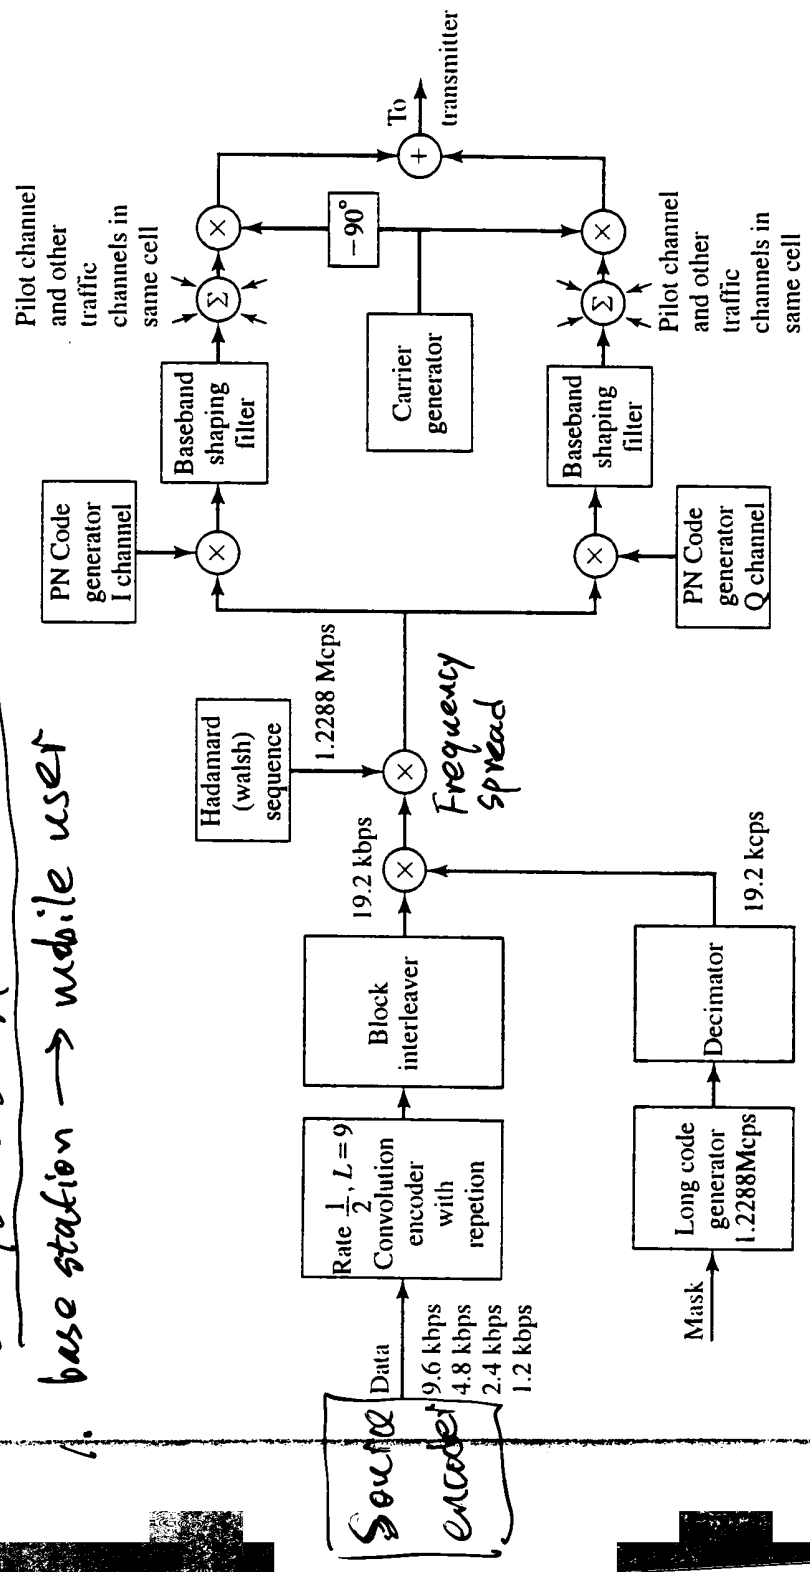 1. base station → mobile user
Source
encoder
Data
9.6 kbps
4.8 kbps
2.4 kbps
1.2 kbps
Rate 1/2, L = 9
Convolution
encoder
with
repetion
Block
interleaver
19.2 kbps
Hadamard
(walsh)
sequence
1.2288 Mcps
Frequency
spread
Mask
Long code
generator
1.2288Mcps
Decimator
19.2 kcps
PN Code
generator
I channel
Baseband
shaping
filter
Pilot channel
and other
traffic
channels in
same cell
Σ
×
Carrier
generator
−90°
+
To
transmitter
PN Code
generator
Q channel
Baseband
shaping
filter
Σ
×
Pilot channel
and other
traffic
channels in
same cell